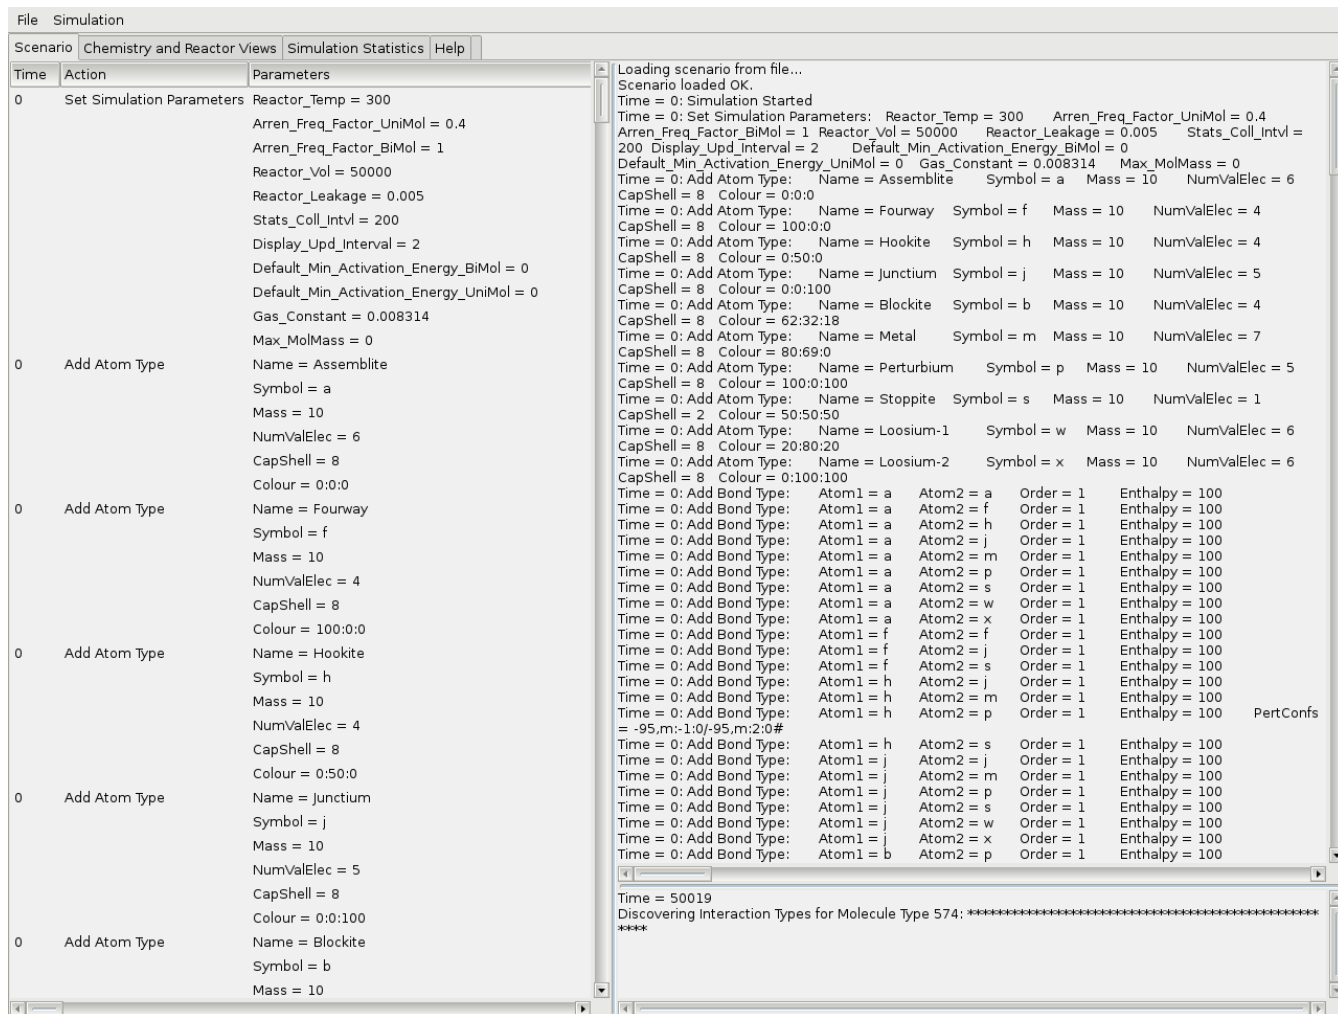 File Simulation
Scenario Chemistry and Reactor Views Simulation Statistics Help
Time Action Parameters
0 Set Simulation Parameters Reactor_Temp = 300
Arren_Freq_Factor_UniMol = 0.4
Arren_Freq_Factor_BiMol = 1
Reactor_Vol = 50000
Reactor_Leakage = 0.005
Stats_Coll_Intvl = 200
Display_Upd_Interval = 2
Default_Min_Activation_Energy_BiMol = 0
Default_Min_Activation_Energy_UniMol = 0
Gas_Constant = 0.008314
Max_MolMass = 0
0 Add Atom Type Name = Assemblite
Symbol = a
Mass = 10
NumValElec = 6
CapShell = 8
Colour = 0:0:0
0 Add Atom Type Name = Fourway
Symbol = f
Mass = 10
NumValElec = 4
CapShell = 8
Colour = 100:0:0
0 Add Atom Type Name = Hookite
Symbol = h
Mass = 10
NumValElec = 4
CapShell = 8
Colour = 0:50:0
0 Add Atom Type Name = Junctium
Symbol = j
Mass = 10
NumValElec = 5
CapShell = 8
Colour = 0:0:100
0 Add Atom Type Name = Blockite
Symbol = b
Mass = 10
Loading scenario from file...
Scenario loaded OK.
Time = 0: Simulation Started
Time = 0: Set Simulation Parameters: Reactor_Temp = 300 Arren_Freq_Factor_UniMol = 0.4
Arren_Freq_Factor_BiMol = 1 Reactor_Vol = 50000 Reactor_Leakage = 0.005 Stats_Coll_Intvl =
200 Display_Upd_Interval = 2 Default_Min_Activation_Energy_BiMol = 0
Default_Min_Activation_Energy_UniMol = 0 Gas_Constant = 0.008314 Max_MolMass = 0
Time = 0: Add Atom Type: Name = Assemblite Symbol = a Mass = 10 NumValElec = 6
CapShell = 8 Colour = 0:0:0
Time = 0: Add Atom Type: Name = Fourway Symbol = f Mass = 10 NumValElec = 4
CapShell = 8 Colour = 100:0:0
Time = 0: Add Atom Type: Name = Hookite Symbol = h Mass = 10 NumValElec = 4
CapShell = 8 Colour = 0:50:0
Time = 0: Add Atom Type: Name = Junctium Symbol = j Mass = 10 NumValElec = 5
CapShell = 8 Colour = 0:0:100
Time = 0: Add Atom Type: Name = Blockite Symbol = b Mass = 10 NumValElec = 4
CapShell = 8 Colour = 62:32:18
Time = 0: Add Atom Type: Name = Metal Symbol = m Mass = 10 NumValElec = 7
CapShell = 8 Colour = 80:69:0
Time = 0: Add Atom Type: Name = Perturbium Symbol = p Mass = 10 NumValElec = 5
CapShell = 8 Colour = 100:0:100
Time = 0: Add Atom Type: Name = Stoppite Symbol = s Mass = 10 NumValElec = 1
CapShell = 2 Colour = 50:50:50
Time = 0: Add Atom Type: Name = Loosium-1 Symbol = w Mass = 10 NumValElec = 6
CapShell = 8 Colour = 20:80:20
Time = 0: Add Atom Type: Name = Loosium-2 Symbol = x Mass = 10 NumValElec = 6
CapShell = 8 Colour = 0:100:100
Time = 0: Add Bond Type: Atom1 = a Atom2 = a Order = 1 Enthalpy = 100
Time = 0: Add Bond Type: Atom1 = a Atom2 = f Order = 1 Enthalpy = 100
Time = 0: Add Bond Type: Atom1 = a Atom2 = h Order = 1 Enthalpy = 100
Time = 0: Add Bond Type: Atom1 = a Atom2 = j Order = 1 Enthalpy = 100
Time = 0: Add Bond Type: Atom1 = a Atom2 = m Order = 1 Enthalpy = 100
Time = 0: Add Bond Type: Atom1 = a Atom2 = p Order = 1 Enthalpy = 100
Time = 0: Add Bond Type: Atom1 = a Atom2 = s Order = 1 Enthalpy = 100
Time = 0: Add Bond Type: Atom1 = a Atom2 = w Order = 1 Enthalpy = 100
Time = 0: Add Bond Type: Atom1 = a Atom2 = x Order = 1 Enthalpy = 100
Time = 0: Add Bond Type: Atom1 = f Atom2 = f Order = 1 Enthalpy = 100
Time = 0: Add Bond Type: Atom1 = f Atom2 = j Order = 1 Enthalpy = 100
Time = 0: Add Bond Type: Atom1 = f Atom2 = s Order = 1 Enthalpy = 100
Time = 0: Add Bond Type: Atom1 = h Atom2 = j Order = 1 Enthalpy = 100
Time = 0: Add Bond Type: Atom1 = h Atom2 = m Order = 1 Enthalpy = 100
Time = 0: Add Bond Type: Atom1 = h Atom2 = p Order = 1 Enthalpy = 100 PertConfs
= -95,m:-1:0/-95,m:2:0#
Time = 0: Add Bond Type: Atom1 = h Atom2 = s Order = 1 Enthalpy = 100
Time = 0: Add Bond Type: Atom1 = j Atom2 = j Order = 1 Enthalpy = 100
Time = 0: Add Bond Type: Atom1 = j Atom2 = m Order = 1 Enthalpy = 100
Time = 0: Add Bond Type: Atom1 = j Atom2 = p Order = 1 Enthalpy = 100
Time = 0: Add Bond Type: Atom1 = j Atom2 = s Order = 1 Enthalpy = 100
Time = 0: Add Bond Type: Atom1 = j Atom2 = w Order = 1 Enthalpy = 100
Time = 0: Add Bond Type: Atom1 = j Atom2 = x Order = 1 Enthalpy = 100
Time = 0: Add Bond Type: Atom1 = b Atom2 = p Order = 1 Enthalpy = 100
Time = 50019
Discovering Interaction Types for Molecule Type 574: **************************************************
****